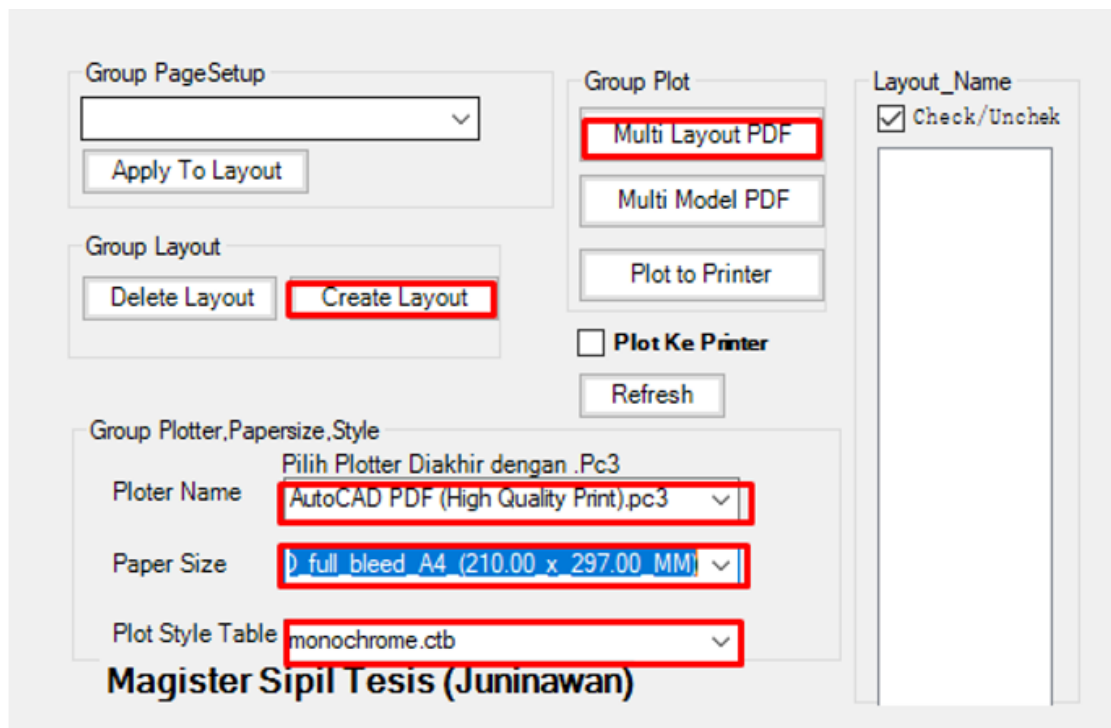 Group PageSetup
Apply To Layout
Group Layout
Delete Layout
Create Layout
Group Plot
Multi Layout PDF
Multi Model PDF
Plot to Printer
Plot Ke Printer
Refresh
Layout_Name
Check/Unchek
Group Plotter,Papersize,Style
Pilih Plotter Diakhir dengan .Pc3
Ploter Name
AutoCAD PDF (High Quality Print).pc3
Paper Size
_full_bleed_A4_(210.00_x_297.00_MM)
Plot Style Table
monochrome.ctb
Magister Sipil Tesis (Juninawan)